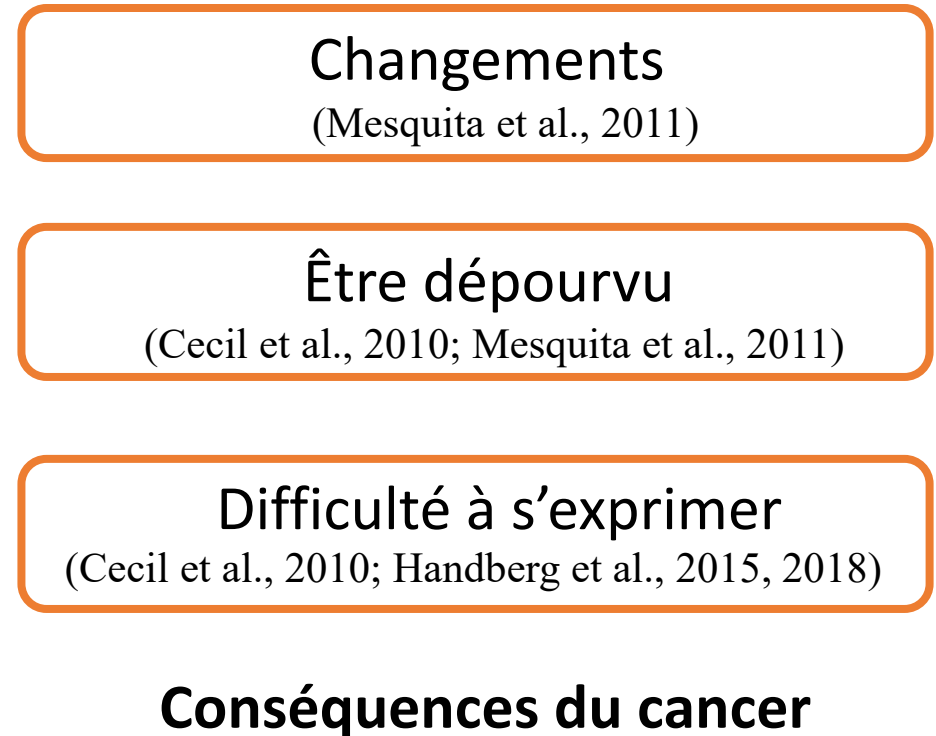 Changements
(Mesquita et al., 2011)
Être dépourvu
(Cecil et al., 2010; Mesquita et al., 2011)
Difficulté à s’exprimer
(Cecil et al., 2010; Handberg et al., 2015, 2018)
Conséquences du cancer